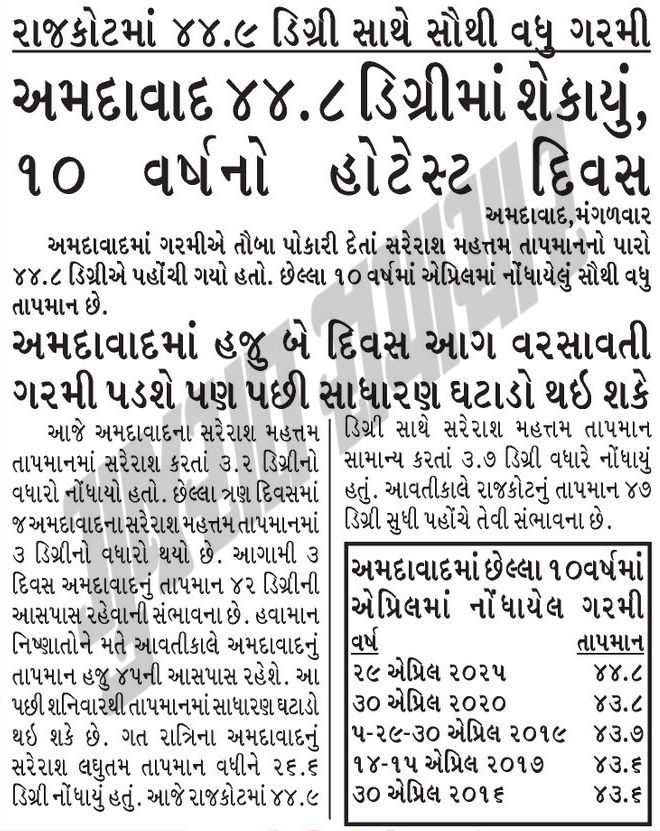 રાજકોટમાં ૪૪.૯ ડિગ્રી સાથે સૌથી વધુ ગરમી
અમદાવાદ ૪૪.૮ ડિગ્રીમાં શેકાયું,
૧૦ વર્ષનો હોટેસ્ટ દિવસ
અમદાવાદ,મંગળવાર
અમદાવાદમાં ગરમીએ તૌબા પોકારી દેતાં સરેરાશ મહત્તમ તાપમાનનો પારો
૪૪.૮ ડિગ્રીએ પહોંચી ગયો હતો. છેલ્લા ૧૦ વર્ષમાં એપ્રિલમાં નોંધાયેલું સૌથી વધુ
તાપમાન છે.
અમદાવાદમાં હજુ બે દિવસ આગ વરસાવતી
ગરમી પડશે પણ પછી સાધારણ ઘટાડો થઇ શકે
આજે અમદાવાદના સરેરાશ મહત્તમ
તાપમાનમાં સરેરાશ કરતાં ૩.૨ ડિગ્રીનો
વધારો નોંધાયો હતો. છેલ્લા ત્રણ દિવસમાં
જ અમદાવાદના સરેરાશ મહત્તમ તાપમાનમાં
૩ ડિગ્રીનો વધારો થયો છે. આગામી ૩
દિવસ અમદાવાદનું તાપમાન ૪૨ ડિગ્રીની
આસપાસ રહેવાની સંભાવના છે. હવામાન
નિષ્ણાતોને મતે આવતીકાલે અમદાવાદનું
તાપમાન હજુ ૪૫ની આસપાસ રહેશે. આ
પછી શનિવારથી તાપમાનમાં સાધારણ ઘટાડો
થઇ શકે છે. ગત રાત્રિના અમદાવાદનું
સરેરાશ લઘુતમ તાપમાન વધીને ૨૬.૬
ડિગ્રી નોંધાયું હતું. આજે રાજકોટમાં ૪૪.૯
ડિગ્રી સાથે સરેરાશ મહત્તમ તાપમાન
સામાન્ય કરતાં ૩.૭ ડિગ્રી વધારે નોંધાયું
હતું. આવતીકાલે રાજકોટનું તાપમાન ૪૭
ડિગ્રી સુધી પહોંચે તેવી સંભાવના છે.
અમદાવાદમાં છેલ્લા ૧૦વર્ષમાં
એપ્રિલમાં નોંધાયેલ ગરમી
વર્ષ તાપમાન
૨૯ એપ્રિલ ૨૦૨૫ ૪૪.૮
૩૦ એપ્રિલ ૨૦૨૦ ૪૩.૮
૫-૨૯-૩૦ એપ્રિલ ૨૦૧૯ ૪૩.૭
૧૪-૧૫ એપ્રિલ ૨૦૧૭ ૪૩.૬
૩૦ એપ્રિલ ૨૦૧૬ ૪૩.૬
ગુજરાત સમાચાર